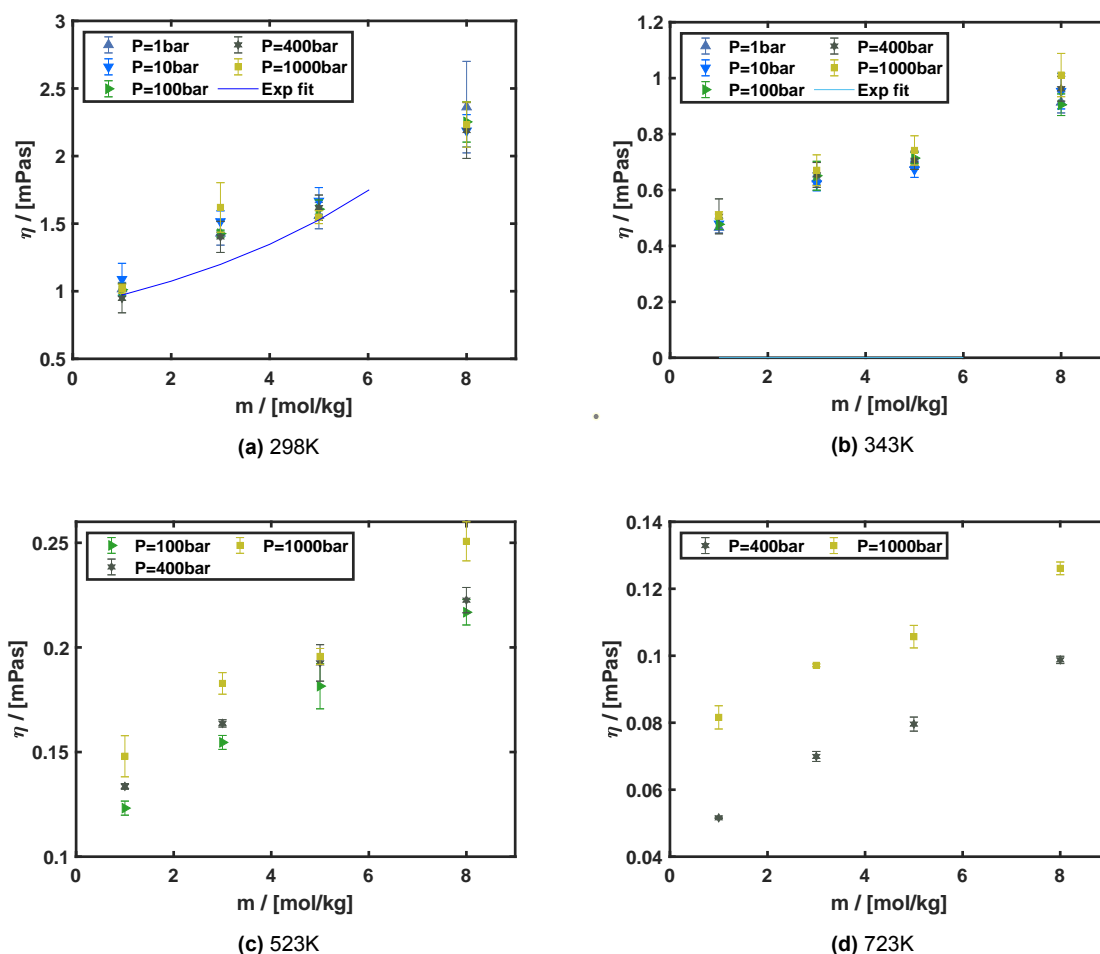 3
2.5
2
1.5
1
0.5
0 2 4 6 8
η / [mPas]
m / [mol/kg]
P=1bar P=400bar
P=10bar P=1000bar
P=100bar Exp fit
(a) 298K
1.2
1
0.8
0.6
0.4
0.2
0
0 2 4 6 8
η / [mPas]
m / [mol/kg]
P=1bar P=400bar
P=10bar P=1000bar
P=100bar Exp fit
(b) 343K
0.25
0.2
0.15
0.1
0 2 4 6 8
η / [mPas]
m / [mol/kg]
P=100bar P=1000bar
P=400bar
(c) 523K
0.14
0.12
0.1
0.08
0.06
0.04
0 2 4 6 8
η / [mPas]
m / [mol/kg]
P=400bar P=1000bar
(d) 723K